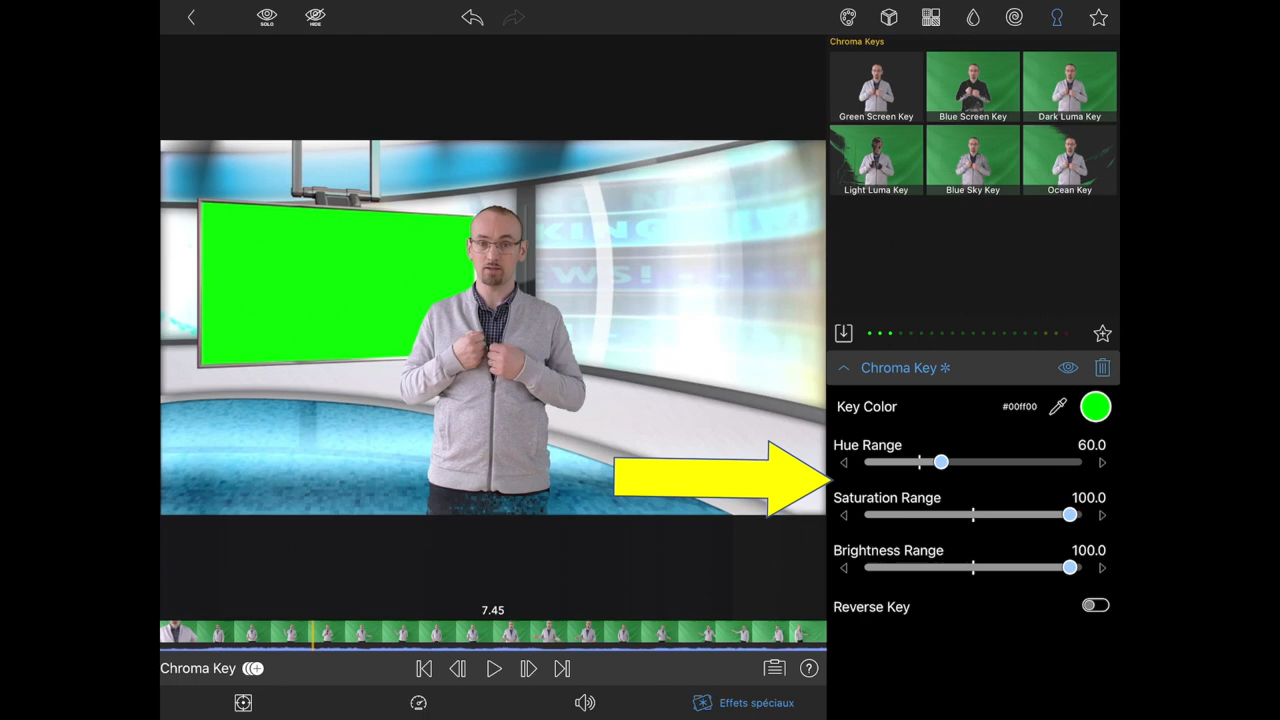 SOLO
HIDE
Chroma Keys
Green Screen Key
Blue Screen Key
Dark Luma Key
Light Luma Key
Blue Sky Key
Ocean Key
KING
EWS!
Chroma Key
Key Color #00ff00
Hue Range 60.0
Saturation Range 100.0
Brightness Range 100.0
Reverse Key
7.45
Chroma Key
?
Effets spéciaux